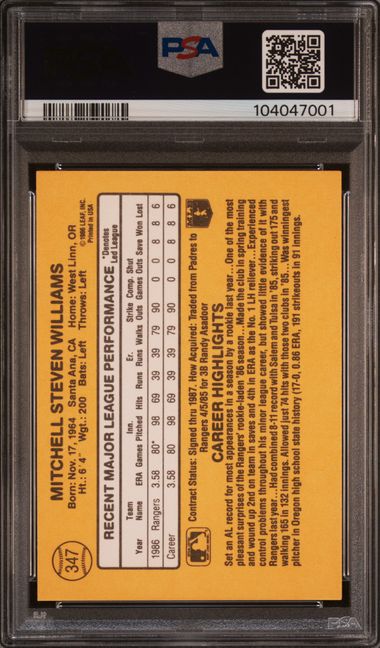 PSA
104047001
347
MITCHELL STEVEN WILLIAMS
Born: Nov. 17, 1964 Santa Ana, CA Home: West Linn, OR
Ht.: 6'4" Wgt.: 200 Bats: Left Throws: Left
© 1986 LEAF, INC.
Printed in USA
RECENT MAJOR LEAGUE PERFORMANCE
*Denotes
Led League
Team Inn. Er. Strike Comp. Shut
Year Name ERA Games Pitched Hits Runs Runs Walks Outs Games Outs Save Won Lost
1986 Rangers 3.58 80* 98 69 39 39 79 90 0 0 8 8 6
Career 3.58 80 98 69 39 39 79 90 0 0 8 8 6
Contract Status: Signed thru 1987. How Acquired: Traded from Padres to
Rangers 4/5/85 for 3B Randy Asadoor
CAREER HIGHLIGHTS
Set an AL record for most appearances in a season by a rookie last year...One of the most
pleasant surprises of the Rangers' rookie-laden '86 season...Made the club in spring training
and wound up 2nd on team in saves and 4th in ERA as the No. 1 LH reliever...Experienced
control problems throughout his minor league career, but showed little evidence of it with
Rangers last year...Had combined 8-11 record with Salem and Tulsa in '85, striking out 175 and
walking 165 in 132 innings. Allowed just 74 hits with those two clubs in '85...Was winningest
pitcher in Oregon high school state history (17-0, 0.86 ERA, 191 strikeouts in 91 innings.
PSA